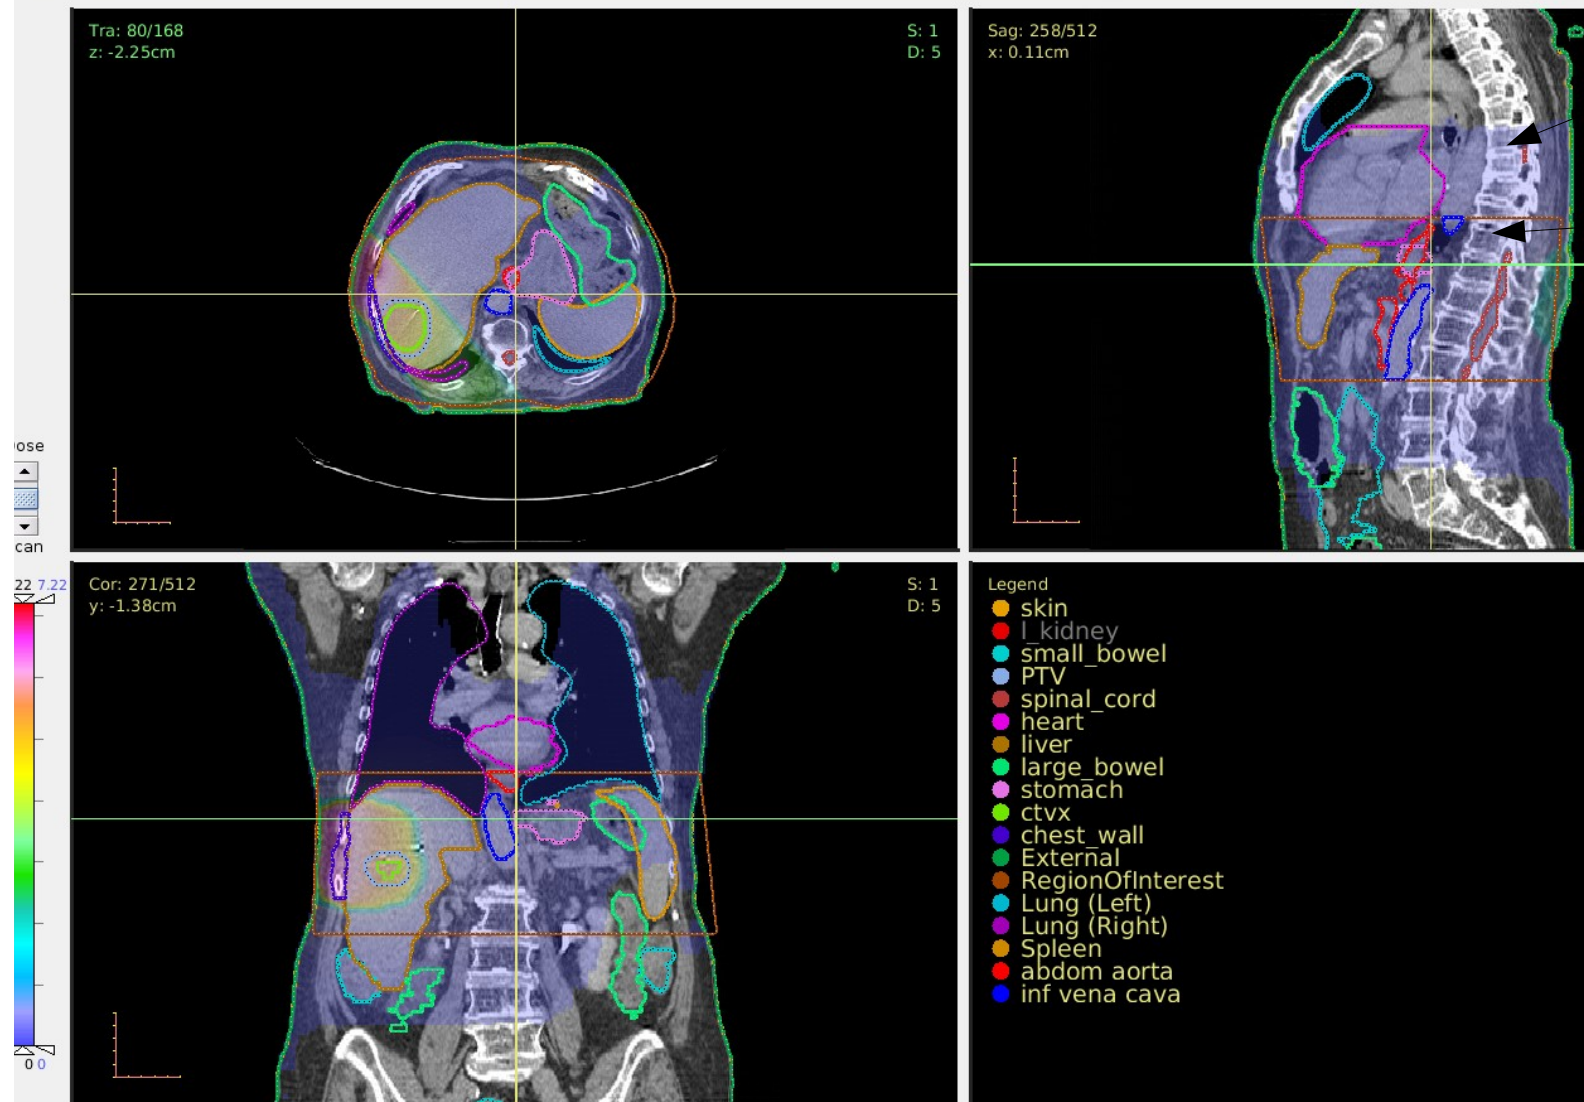 Tra: 80/168
z: -2.25cm
S: 1
D: 5
Sag: 258/512
x: 0.11cm
ose
can
22 7.22
0 0
Cor: 271/512
y: -1.38cm
S: 1
D: 5
Legend
skin
l_kidney
small_bowel
PTV
spinal_cord
heart
liver
large_bowel
stomach
ctvx
chest_wall
External
RegionOfInterest
Lung (Left)
Lung (Right)
Spleen
abdom aorta
inf vena cava